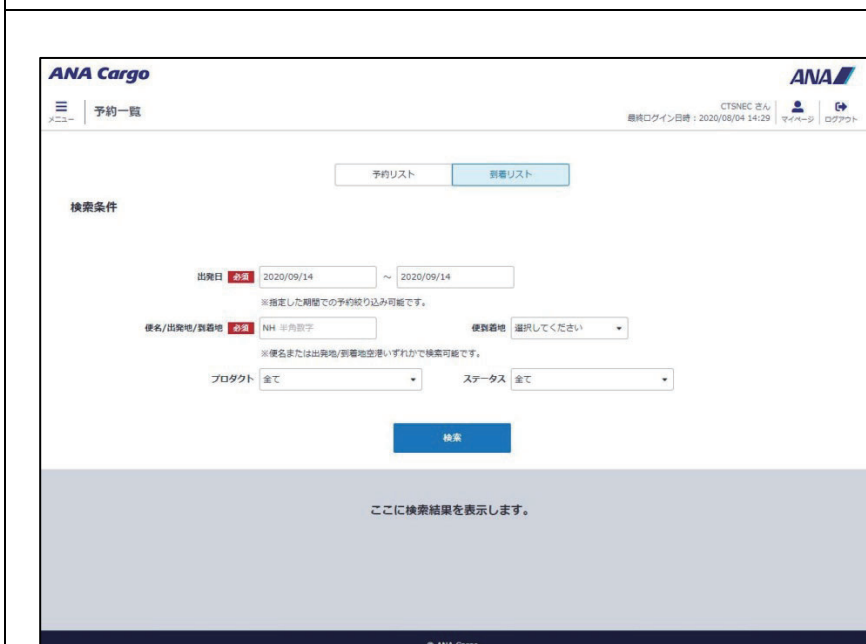 ANA Cargo
ANA
メニュー
予約一覧
CTSNEC さん
最終ログイン日時：2020/08/04 14:29
マイページ
ログアウト
予約リスト 到着リスト
検索条件
出発日 必須 2020/09/14 ～ 2020/09/14
※指定した期間での予約絞り込み可能です。
便名/出発地/到着地 必須 NH 半角数字 便到着地 選択してください
※便名または出発地/到着地空港いずれかで検索可能です。
プロダクト 全て ステータス 全て
検索
ここに検索結果を表示します。
© ANA Cargo